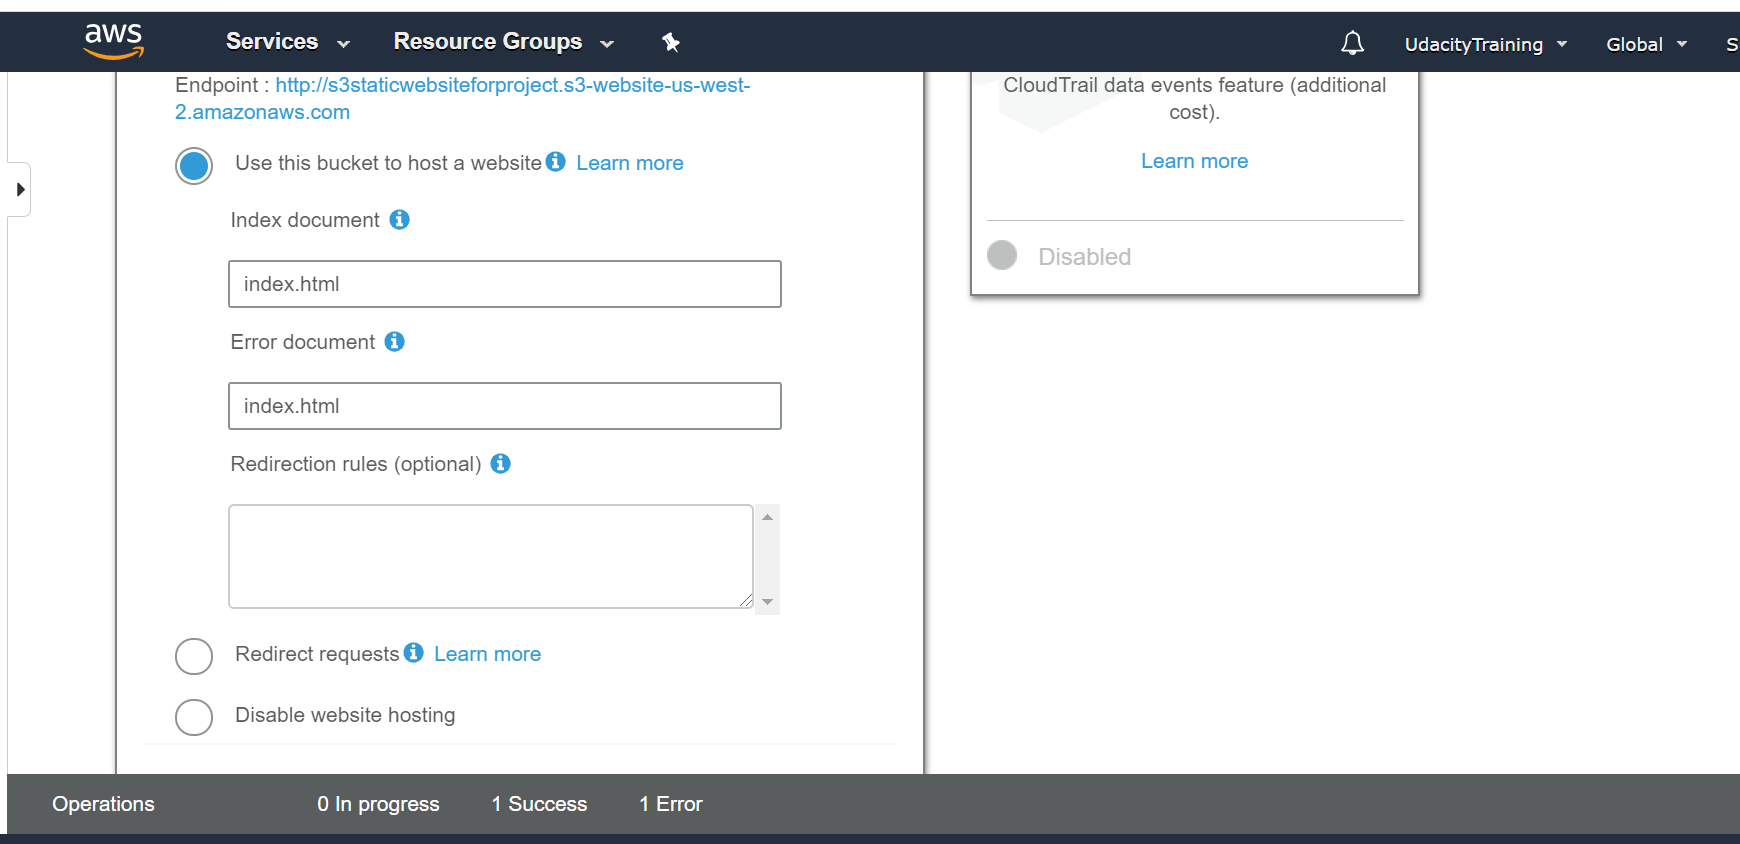 aws Services Resource Groups UdacityTraining Global S
Endpoint : http://s3staticwebsiteforproject.s3-website-us-west-
2.amazonaws.com
Use this bucket to host a website Learn more
Index document
index.html
Error document
index.html
Redirection rules (optional)
Redirect requests Learn more
Disable website hosting
CloudTrail data events feature (additional
cost).
Learn more
Disabled
Operations 0 In progress 1 Success 1 Error